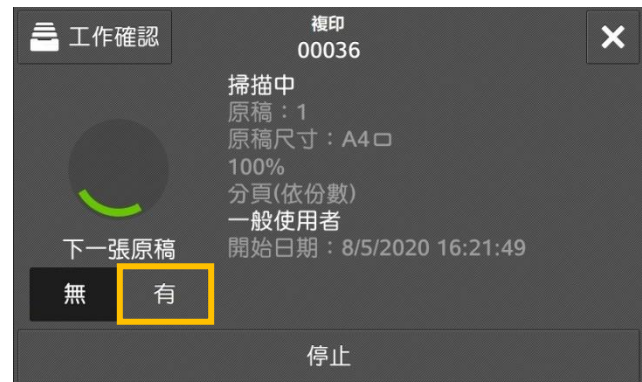 工作確認
複印
00036
掃描中
原稿：1
原稿尺寸：A4
100%
分頁(依份數)
一般使用者
開始日期：8/5/2020 16:21:49
下一張原稿
無 有
停止